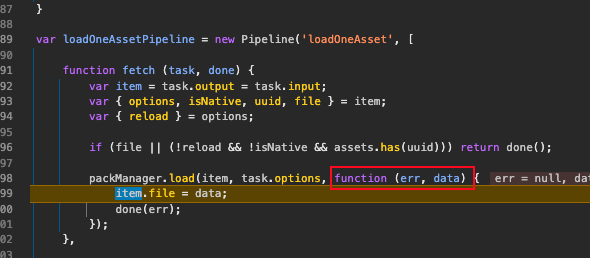 87 }
88
89 var loadOneAssetPipeline = new Pipeline('loadOneAsset', [
90
91 function fetch (task, done) {
92 var item = task.output = task.input;
93 var { options, isNative, uuid, file } = item;
94 var { reload } = options;
95
96 if (file || (!reload && !isNative && assets.has(uuid))) return done();
97
98 packManager.load(item, task.options, function (err, data) { err = null, dat
99 item.file = data;
00 done(err);
01 });
02 },
03